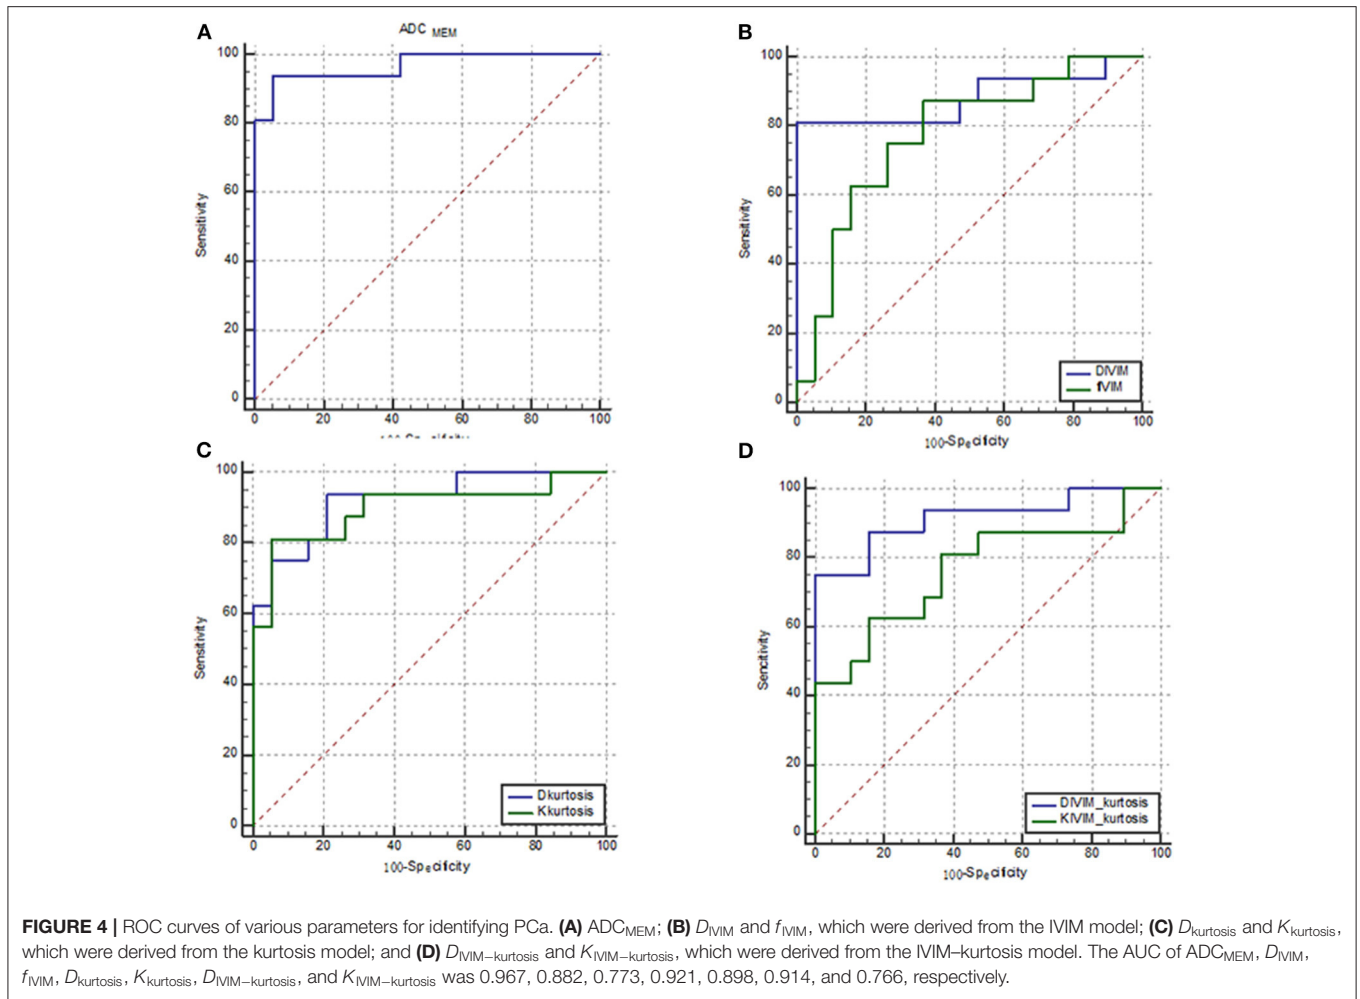 A
ADC MEM
100
80
60
40
20
0
Sensitivity
0 20 40 60 80 100
B
100
80
60
40
20
0
Sensitivity
DIVIM
fIVIM
0 20 40 60 80 100
100-Specificity
C
100
80
60
40
20
0
Sensitivity
Dkurtosis
Kkurtosis
0 20 40 60 80 100
100-Specificity
D
100
80
60
40
20
0
Sencitivity
DIVIM_kurtosis
KIVIM_kurtosis
0 20 40 60 80 100
100-Specificity
FIGURE 4 | ROC curves of various parameters for identifying PCa. (A) ADCMEM; (B) DIVIM and fIVIM, which were derived from the IVIM model; (C) Dkurtosis and Kkurtosis,
which were derived from the kurtosis model; and (D) DIVIM–kurtosis and KIVIM–kurtosis, which were derived from the IVIM–kurtosis model. The AUC of ADCMEM, DIVIM,
fIVIM, Dkurtosis, Kkurtosis, DIVIM–kurtosis, and KIVIM–kurtosis was 0.967, 0.882, 0.773, 0.921, 0.898, 0.914, and 0.766, respectively.